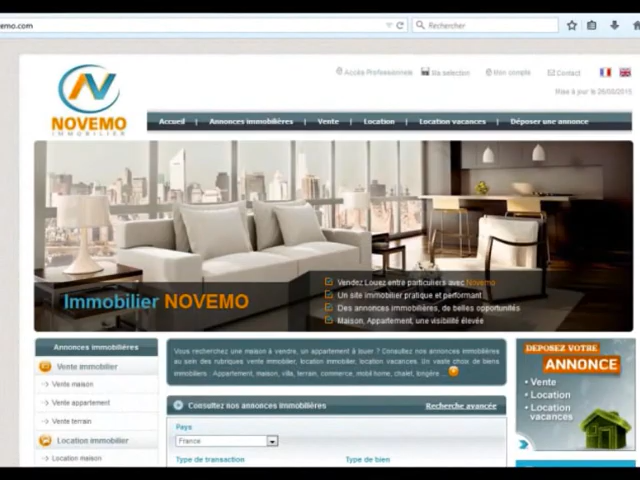 emo.com
Rechercher
Accès Professionnels
Ma selection
Mon compte
Contact
Mise à jour le 26/02/2015
NOVEMO
IMMOBILIER
Accueil | Annonces immobilières | Vente | Location | Location vacances | Déposer une annonce
Immobilier NOVEMO
Vendez Louez entre particuliers avec Novemo
Un site immobilier pratique et performant
Des annonces immobilières, de belles opportunités
Maison, Appartement, une visibilité élevée
Annonces immobilières
Vente immobilier
Vente maison
Vente appartement
Vente terrain
Location immobilier
Location maison
Vous recherchez une maison à vendre, un appartement à louer ? Consultez nos annonces immobilières
au sein des rubriques vente immobilier, location immobilier, location vacances. Un vaste choix de biens
immobiliers : Appartement, maison, villa, terrain, commerce, mobil home, chalet, longère ...
Consultez nos annonces immobilières
Recherche avancée
Pays
France
Type de transaction
Type de bien
DEPOSEZ VOTRE
ANNONCE
• Vente
• Location
• Location
vacances